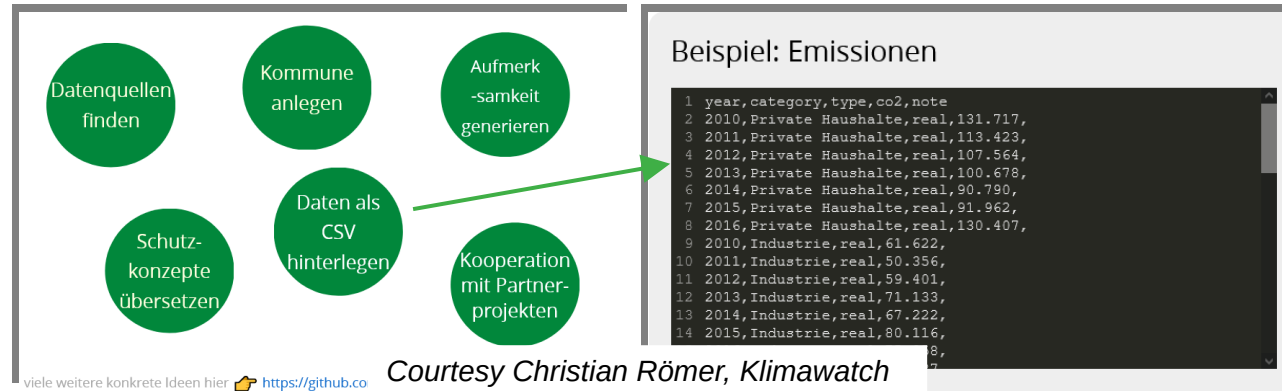 Datenquellen
finden
Kommune
anlegen
Aufmerk
-samkeit
generieren
Schutz-
konzepte
übersetzen
Daten als
CSV
hinterlegen
Kooperation
mit Partner-
projekten
viele weitere konkrete Ideen hier 👉 https://github.co
Beispiel: Emissionen
1 year,category,type,co2,note
2 2010,Private Haushalte,real,131.717,
3 2011,Private Haushalte,real,113.423,
4 2012,Private Haushalte,real,107.564,
5 2013,Private Haushalte,real,100.678,
6 2014,Private Haushalte,real,90.790,
7 2015,Private Haushalte,real,91.962,
8 2016,Private Haushalte,real,130.407,
9 2010,Industrie,real,61.622,
10 2011,Industrie,real,50.356,
11 2012,Industrie,real,59.401,
12 2013,Industrie,real,71.133,
13 2014,Industrie,real,67.222,
14 2015,Industrie,real,80.116,
Courtesy Christian Römer, Klimawatch